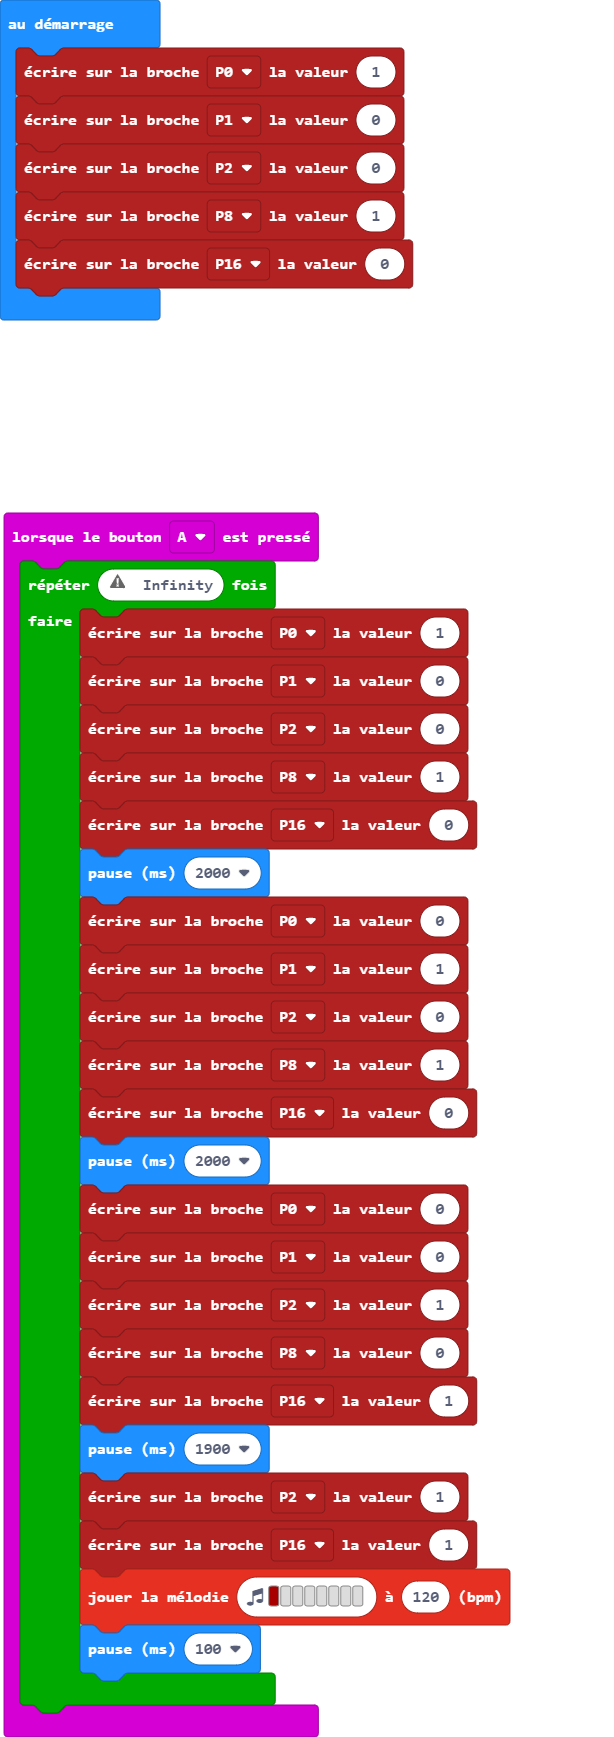 au démarrage
écrire sur la broche P0 la valeur 1
écrire sur la broche P1 la valeur 0
écrire sur la broche P2 la valeur 0
écrire sur la broche P8 la valeur 1
écrire sur la broche P16 la valeur 0
lorsque le bouton A est pressé
répéter Infinity fois
faire
écrire sur la broche P0 la valeur 1
écrire sur la broche P1 la valeur 0
écrire sur la broche P2 la valeur 0
écrire sur la broche P8 la valeur 1
écrire sur la broche P16 la valeur 0
pause (ms) 2000
écrire sur la broche P0 la valeur 0
écrire sur la broche P1 la valeur 1
écrire sur la broche P2 la valeur 0
écrire sur la broche P8 la valeur 1
écrire sur la broche P16 la valeur 0
pause (ms) 2000
écrire sur la broche P0 la valeur 0
écrire sur la broche P1 la valeur 0
écrire sur la broche P2 la valeur 1
écrire sur la broche P8 la valeur 0
écrire sur la broche P16 la valeur 1
pause (ms) 1900
écrire sur la broche P2 la valeur 1
écrire sur la broche P16 la valeur 1
jouer la mélodie à 120 (bpm)
pause (ms) 100